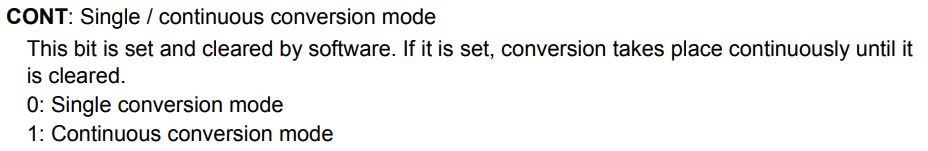 CONT: Single / continuous conversion mode
This bit is set and cleared by software. If it is set, conversion takes place continuously until it
is cleared.
0: Single conversion mode
1: Continuous conversion mode